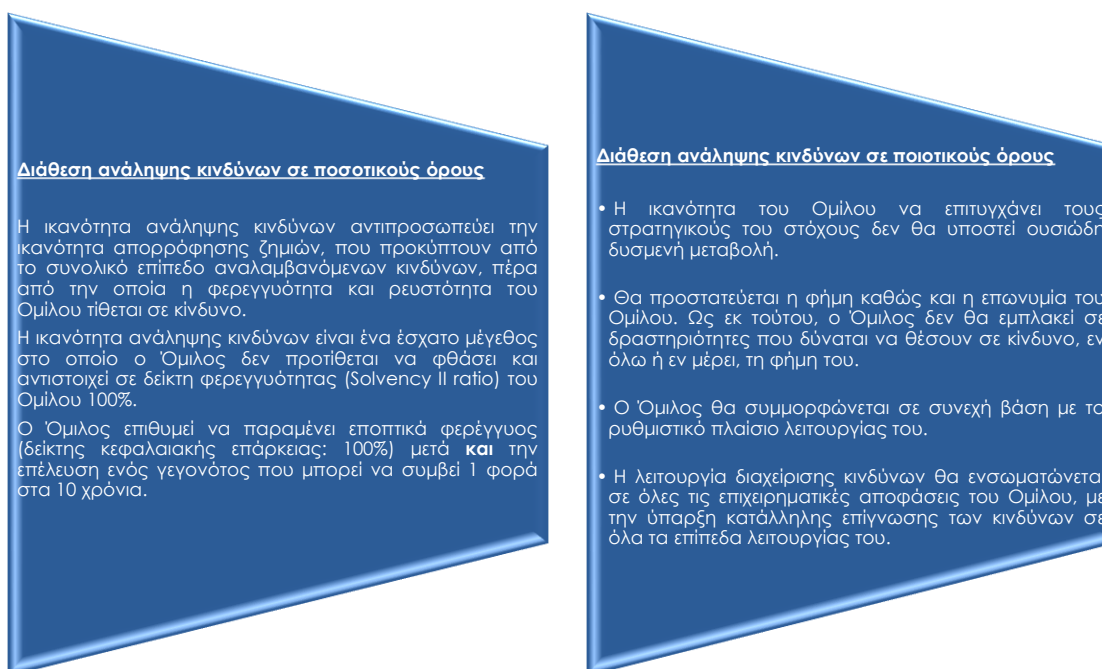 Διάθεση ανάληψης κινδύνων σε ποσοτικούς όρους
Η ικανότητα ανάληψης κινδύνων αντιπροσωπεύει την
ικανότητα απορρόφησης ζημιών, που προκύπτουν από
το συνολικό επίπεδο αναλαμβανόμενων κινδύνων, πέρα
από την οποία η φερεγγυότητα και ρευστότητα του
Ομίλου τίθεται σε κίνδυνο.
Η ικανότητα ανάληψης κινδύνων είναι ένα έσχατο μέγεθος
στο οποίο ο Όμιλος δεν προτίθεται να φθάσει και
αντιστοιχεί σε δείκτη φερεγγυότητας (Solvency II ratio) του
Ομίλου 100%.
Ο Όμιλος επιθυμεί να παραμένει εποπτικά φερέγγυος
(δείκτης κεφαλαιακής επάρκειας: 100%) μετά και την
επέλευση ενός γεγονότος που μπορεί να συμβεί 1 φορά
στα 10 χρόνια.
Διάθεση ανάληψης κινδύνων σε ποιοτικούς όρους
• Η ικανότητα του Ομίλου να επιτυγχάνει τους
στρατηγικούς του στόχους δεν θα υποστεί ουσιώδη
δυσμενή μεταβολή.
• Θα προστατεύεται η φήμη καθώς και η επωνυμία του
Ομίλου. Ως εκ τούτου, ο Όμιλος δεν θα εμπλακεί σε
δραστηριότητες που δύναται να θέσουν σε κίνδυνο, εν
όλω ή εν μέρει, τη φήμη του.
• Ο Όμιλος θα συμμορφώνεται σε συνεχή βάση με το
ρυθμιστικό πλαίσιο λειτουργίας του.
• Η λειτουργία διαχείρισης κινδύνων θα ενσωματώνεται
σε όλες τις επιχειρηματικές αποφάσεις του Ομίλου, με
την ύπαρξη κατάλληλης επίγνωσης των κινδύνων σε
όλα τα επίπεδα λειτουργίας του.